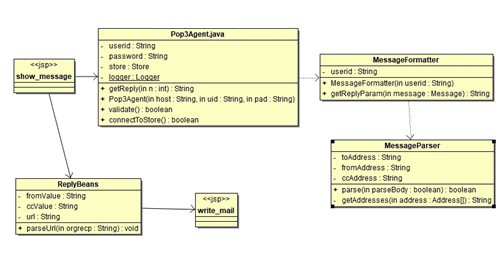 Pop3Agent.java
- userid : String
- password : String
- store : Store
- logger : Logger
+ getReply(in n : int) : String
+ Pop3Agent(in host : String, in uid : String, in pad : String)
+ validate() : boolean
+ connectToStore() : boolean
<<jsp>>
show_message
MessageFormatter
- userid : String
+ MessageFormatter(in userid : String)
+ getReplyParam(in message : Message) : String
MessageParser
- toAddress : String
- fromAddress : String
- ccAddress : String
+ parse(in parseBody : boolean) : boolean
- getAddresses(in address : Address[]) : String
ReplyBeans
- fromValue : String
- ccValue : String
- url : String
+ parseUrl(in orgrecp : String) : void
<<jsp>>
write_mail